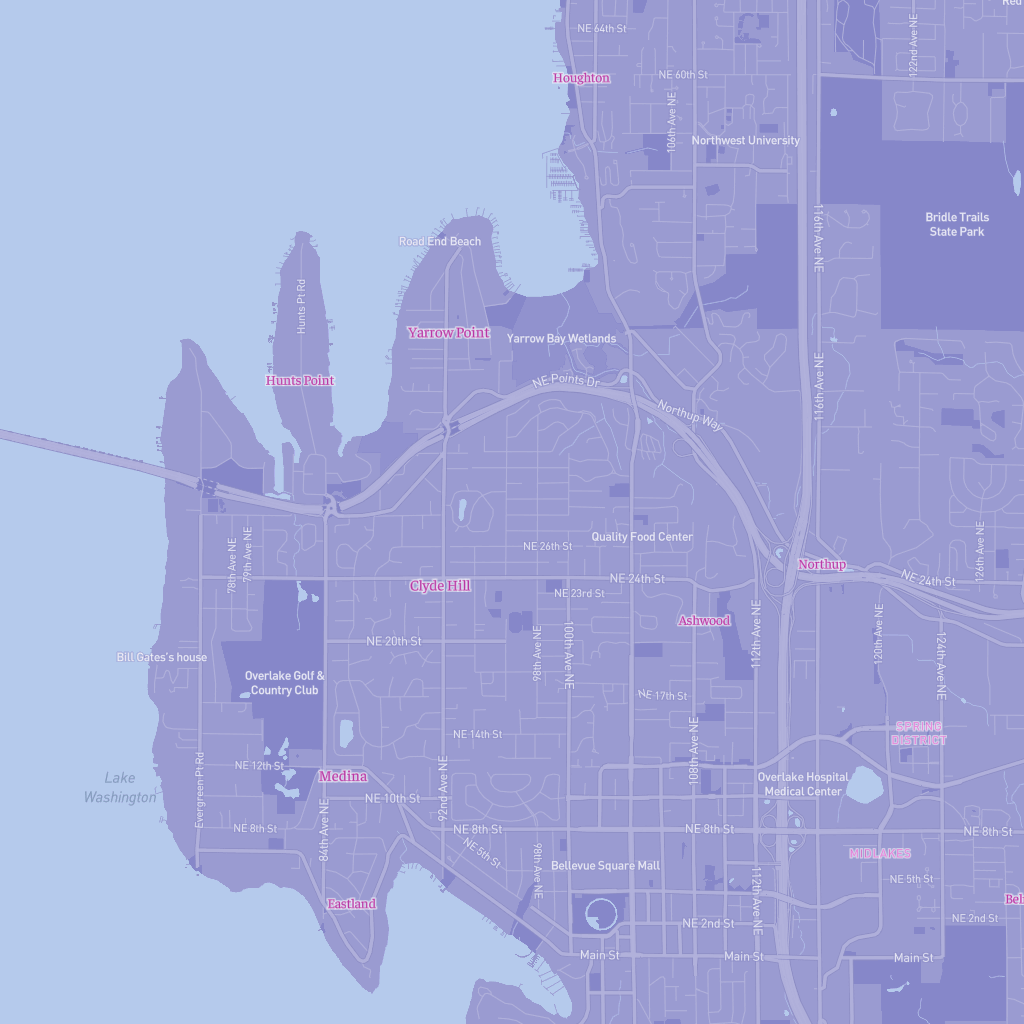 Red
NE 64th St
122nd Ave NE
Houghton
NE 60th St
106th Ave NE
Northwest University
116th Ave NE
Bridle Trails
State Park
Road End Beach
Hunts Pt Rd
Yarrow Point
Yarrow Bay Wetlands
Hunts Point
NE Points Dr
116th Ave NE
Northup Way
78th Ave NE
79th Ave NE
Quality Food Center
NE 26th St
126th Ave NE
Northup
NE 24th St
NE 24th St
Clyde Hill
NE 23rd St
Ashwood
112th Ave NE
120th Ave NE
124th Ave NE
100th Ave NE
98th Ave NE
NE 20th St
Bill Gates's house
Overlake Golf &
Country Club
NE 17th St
NE 14th St
108th Ave NE
SPRING
DISTRICT
Evergreen Pt Rd
NE 12th St
92nd Ave NE
Medina
Lake
Washington
Overlake Hospital
Medical Center
NE 10th St
84th Ave NE
NE 8th St
NE 8th St
NE 8th St
NE 8th St
NE 5th St
98th Ave NE
MIDLAKES
Bellevue Square Mall
NE 5th St
112th Ave NE
Eastland
Bel
NE 2nd St
NE 2nd St
Main St
Main St
Main St